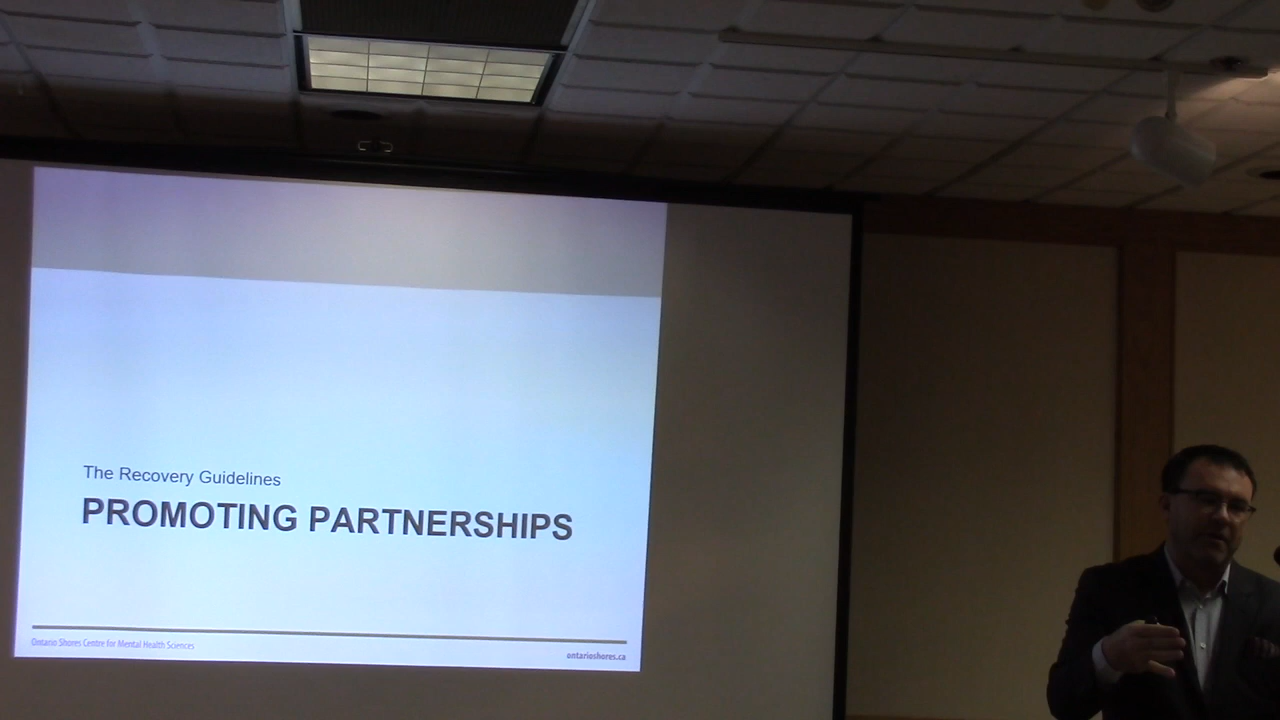 The Recovery Guidelines
PROMOTING PARTNERSHIPS
Ontario Shores Centre for Mental Health Sciences
ontarioshores.ca